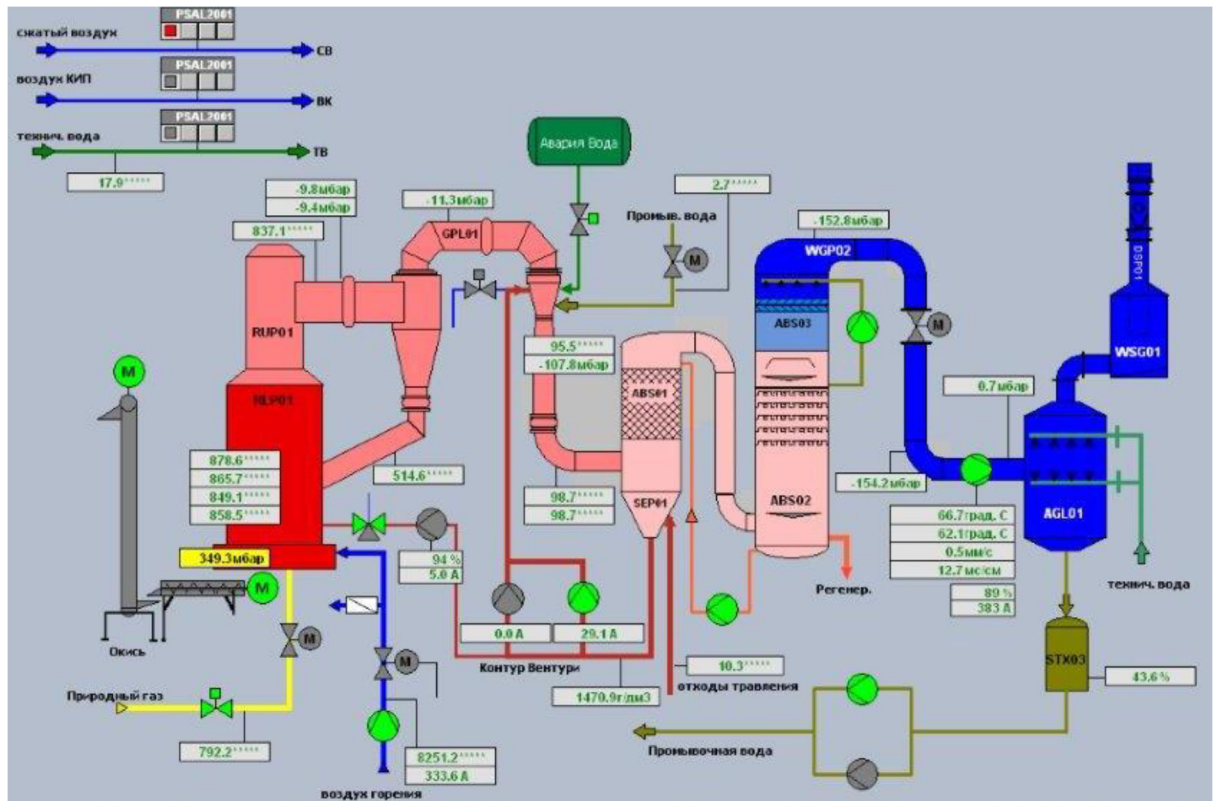 PSAL2001
сжатый воздух
СВ
PSAL2001
воздух КИП
ВК
PSAL2001
технич. вода
ТВ
17.9*****
-9.8мбар
-9.4мбар
837.1*****
-11.3мбар
GPL01
Авария Вода
2.7*****
Промыв. вода
M
-152.8мбар
WGP02
ABS03
M
DSP01
WSG01
RUP01
95.5*****
-107.8мбар
ABS01
0.7мбар
M
RLP01
878.6*****
865.7*****
849.1*****
858.5*****
514.6*****
98.7*****
98.7*****
SEP01
ABS02
-154.2мбар
AGL01
66.7град. С
62.1град. С
0.5мм/с
12.7мс/см
89 %
383 А
технич. вода
349.3мбар
94 %
5.0 А
M
Регенер.
0.0 А
29.1 А
Окись
M
M
Контур Вентури
10.3*****
отходы травления
1470.9г/дм3
STX03
43.6%
Природный газ
792.2*****
8251.2*****
333.6 А
воздух горения
Промывочная вода